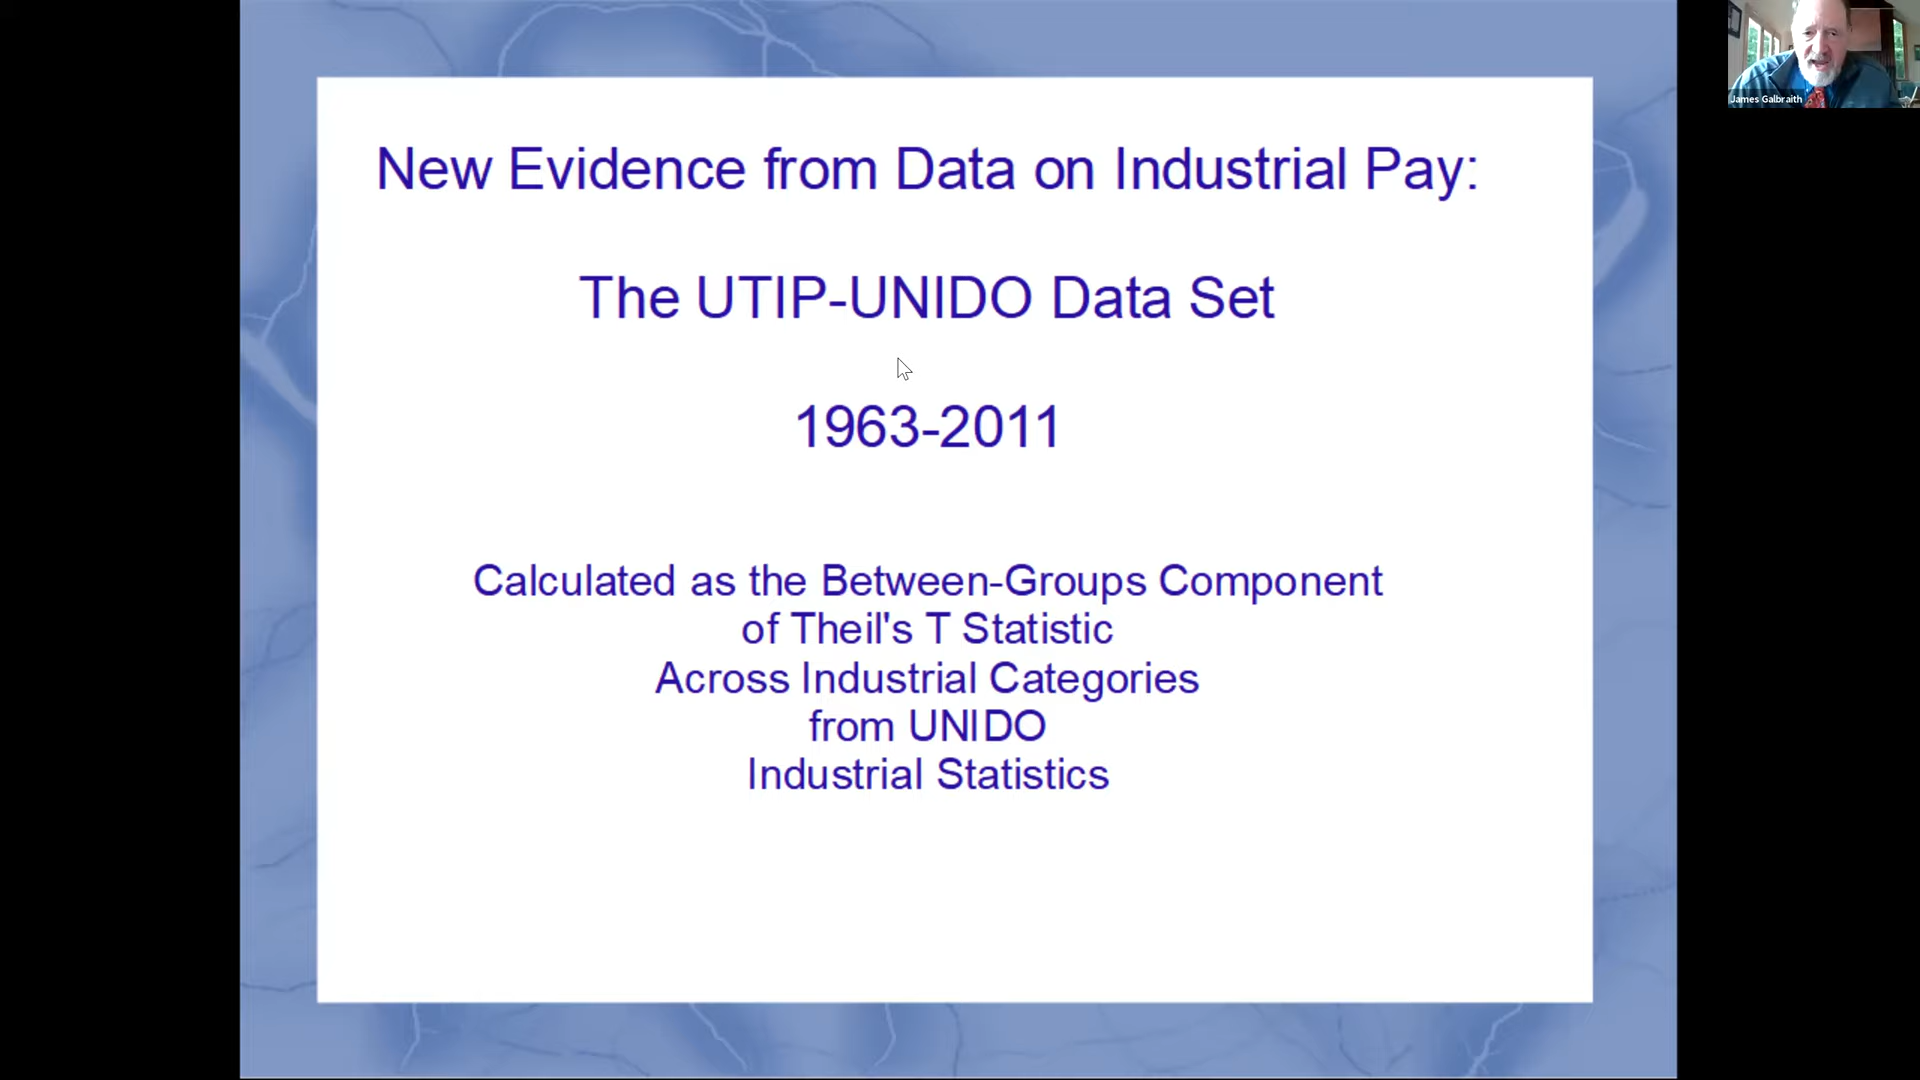 New Evidence from Data on Industrial Pay:
The UTIP-UNIDO Data Set
1963-2011
Calculated as the Between-Groups Component
of Theil's T Statistic
Across Industrial Categories
from UNIDO
Industrial Statistics
James Galbraith